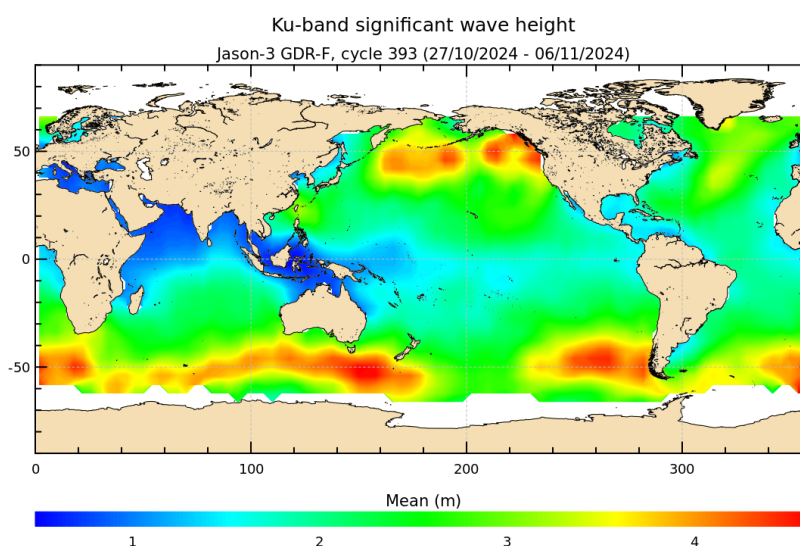 Ku-band significant wave height
Jason-3 GDR-F, cycle 393 (27/10/2024 - 06/11/2024)
50
0
-50
0 100 200 300
Mean (m)
1 2 3 4